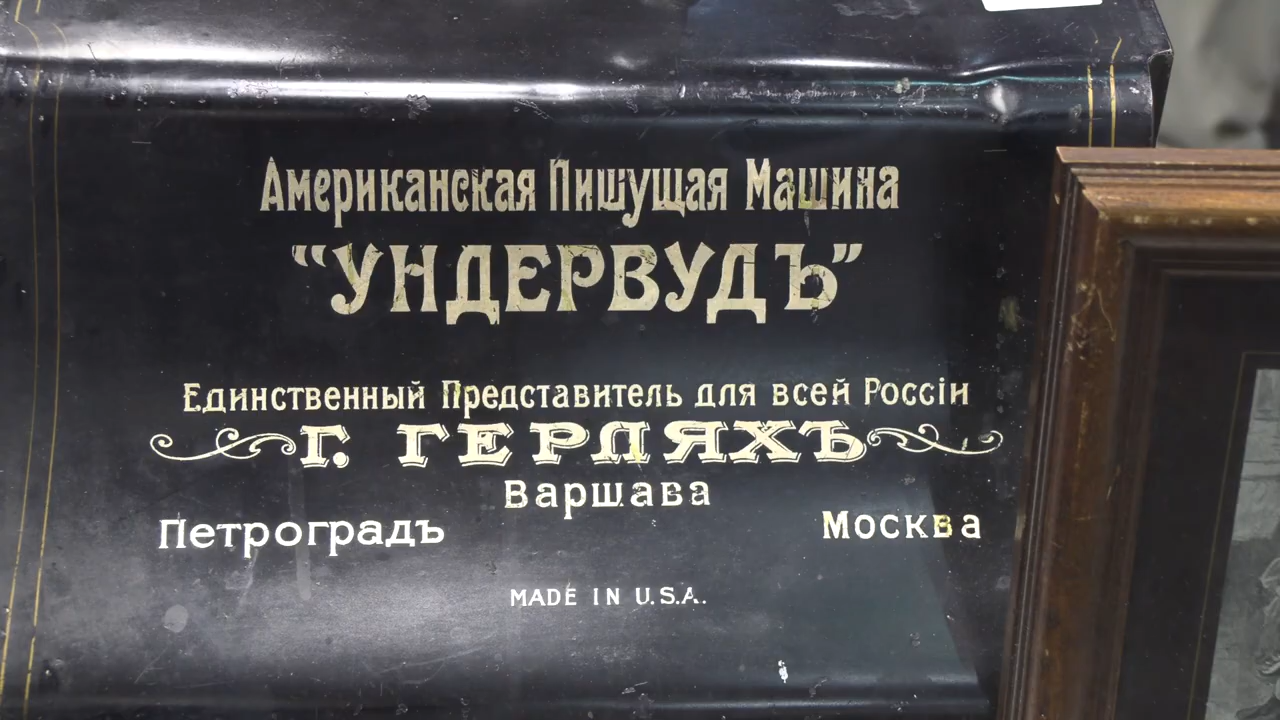 Американская Пишущая Машина
“УНДЕРВУДЪ”
Единственный Представитель для всей Россіи
Г. ГЕРЛЯХЪ
Варшава
Петроградъ Москва
MADE IN U.S.A.